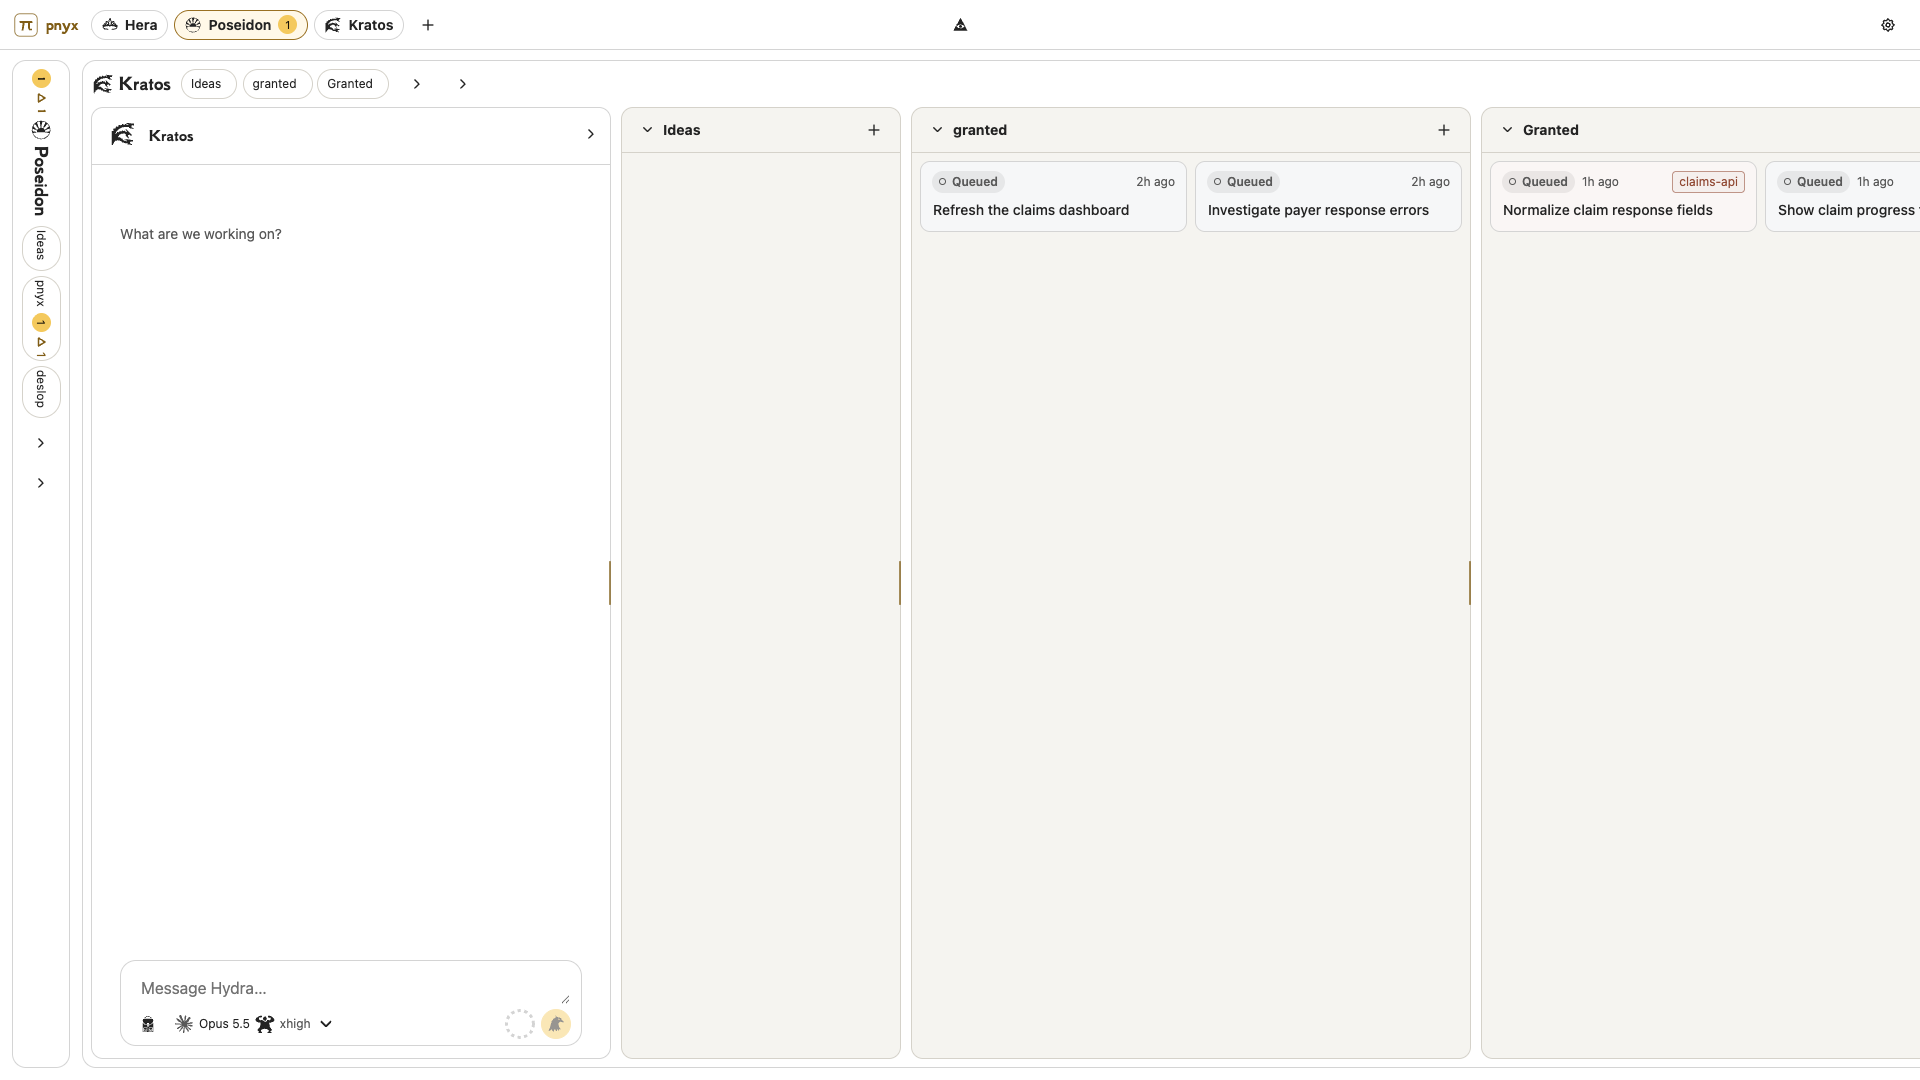 pnyx
Hera
Poseidon 1
Kratos
1
1
Poseidon
Ideas
pnyx 1 1
deslop
Kratos
Ideas
granted
Granted
Kratos
What are we working on?
Message Hydra...
Opus 5.5 xhigh
Ideas
granted
Queued 2h ago
Refresh the claims dashboard
Queued 2h ago
Investigate payer response errors
Granted
Queued 1h ago claims-api
Normalize claim response fields
Queued 1h ago
Show claim progress